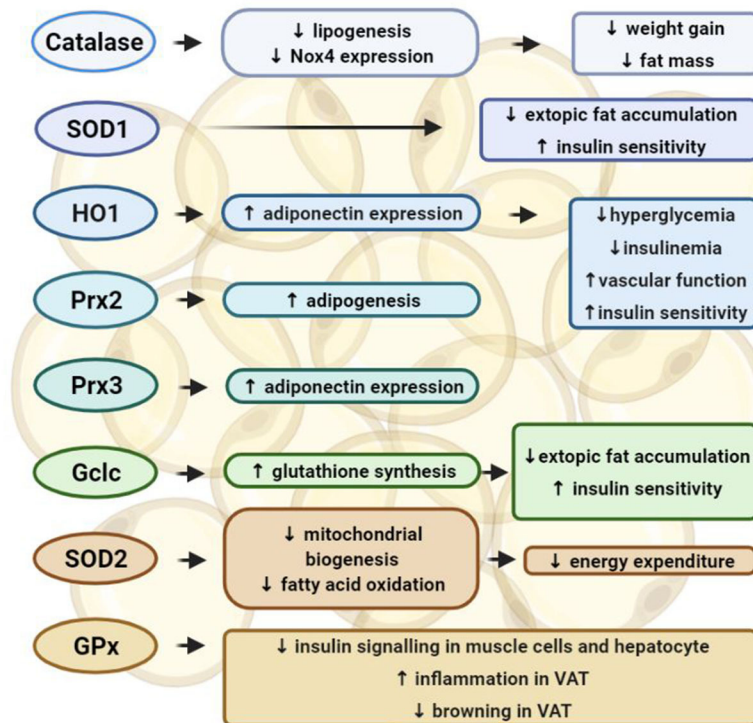 Catalase
↓ lipogenesis
↓ Nox4 expression
↓ weight gain
↓ fat mass
SOD1
↓ extopic fat accumulation
↑ insulin sensitivity
HO1
↑ adiponectin expression
↓hyperglycemia
↓insulinemia
↑vascular function
↑insulin sensitivity
Prx2
↑ adipogenesis
Prx3
↑ adiponectin expression
Gclc
↑ glutathione synthesis
↓extopic fat accumulation
↑ insulin sensitivity
SOD2
↓ mitochondrial
biogenesis
↓ fatty acid oxidation
↓ energy expenditure
GPx
↓ insulin signalling in muscle cells and hepatocyte
↑ inflammation in VAT
↓ browning in VAT